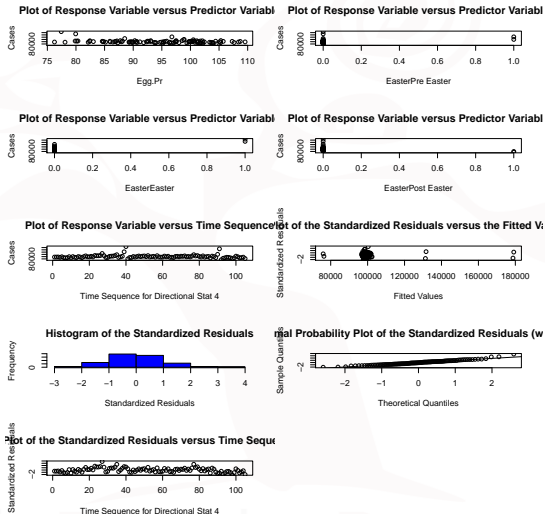 Plot of Response Variable versus Predictor Variabl
Cases
80000
75 80 85 90 95 100 105 110
Egg.Pr
Plot of Response Variable versus Predictor Variabl
Cases
80000
0.0 0.2 0.4 0.6 0.8 1.0
EasterPre Easter
Plot of Response Variable versus Predictor Variabl
Cases
80000
0.0 0.2 0.4 0.6 0.8 1.0
EasterEaster
Plot of Response Variable versus Predictor Variabl
Cases
80000
0.0 0.2 0.4 0.6 0.8 1.0
EasterPost Easter
Plot of Response Variable versus Time Sequence
Cases
80000
0 20 40 60 80 100
Time Sequence for Directional Stat 4
lot of the Standardized Residuals versus the Fitted Va
Standardized Residuals
-2
80000 100000 120000 140000 160000 180000
Fitted Values
Histogram of the Standardized Residuals
Frequency
0
-3 -2 -1 0 1 2 3 4
Standardized Residuals
mal Probability Plot of the Standardized Residuals (w
Sample Quantiles
-2
-2 -1 0 1 2
Theoretical Quantiles
Plot of the Standardized Residuals versus Time Seque
Standardized Residuals
-2
0 20 40 60 80 100
Time Sequence for Directional Stat 4